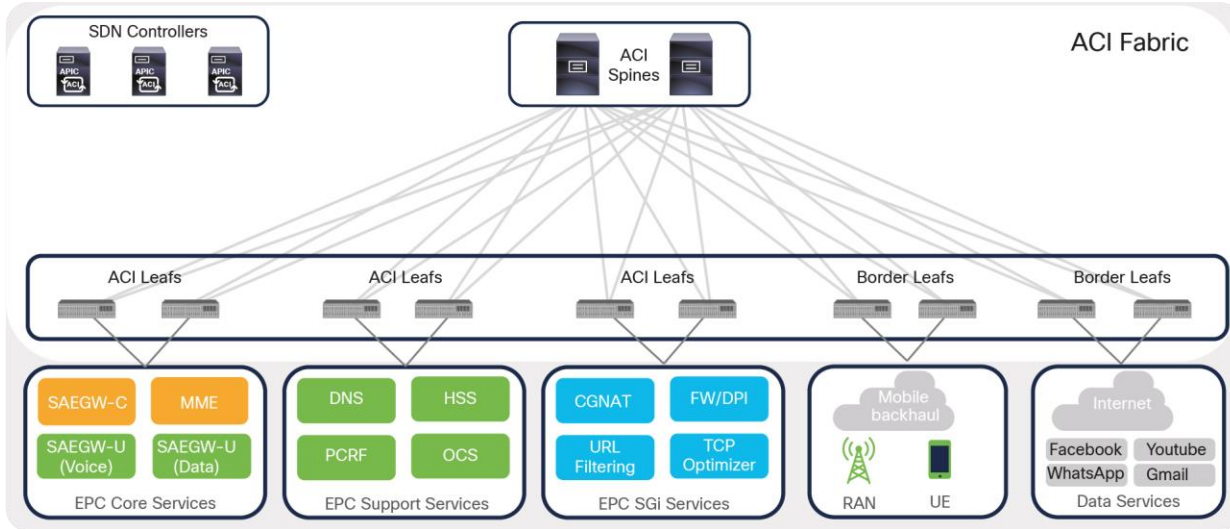 SDN Controllers
APIC
ACI
APIC
ACI
APIC
ACI
ACI
Spines
ACI Fabric
ACI Leafs
ACI Leafs
ACI Leafs
Border Leafs
Border Leafs
SAEGW-C
MME
SAEGW-U
(Voice)
SAEGW-U
(Data)
EPC Core Services
DNS
HSS
PCRF
OCS
EPC Support Services
CGNAT
FW/DPI
URL
Filtering
TCP
Optimizer
EPC SGi Services
Mobile
backhaul
RAN
UE
Internet
Facebook
Youtube
WhatsApp
Gmail
Data Services